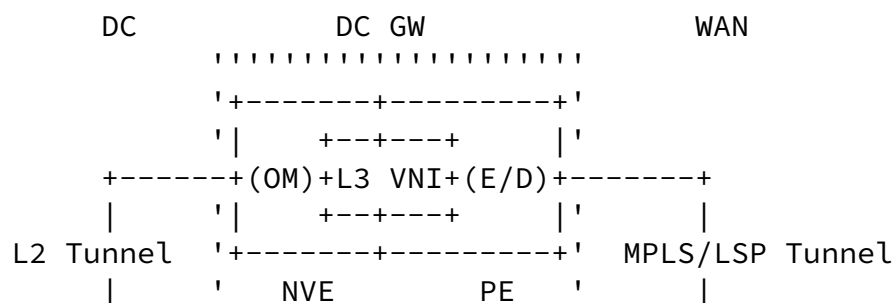 DC             DC GW                WAN
               ' ' ' ' ' ' ' ' ' ' ' ' ' ' ' ' ' ' '
              '+-------+---------+'
              '|    +--+---+     |'
       +------+(OM)+L3 VNI+(E/D)+-------+
       |      '|    +--+---+     |'      |
 L2 Tunnel    '+-------+---------+'  MPLS/LSP Tunnel
       |      '   NVE       PE   '      |